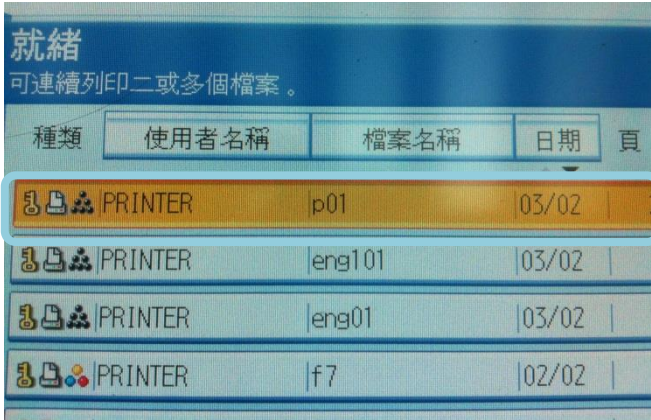 就緒
可連續列印二或多個檔案。
種類 使用者名稱 檔案名稱 日期 頁
PRINTER p01 03/02
PRINTER eng101 03/02
PRINTER eng01 03/02
PRINTER f7 02/02